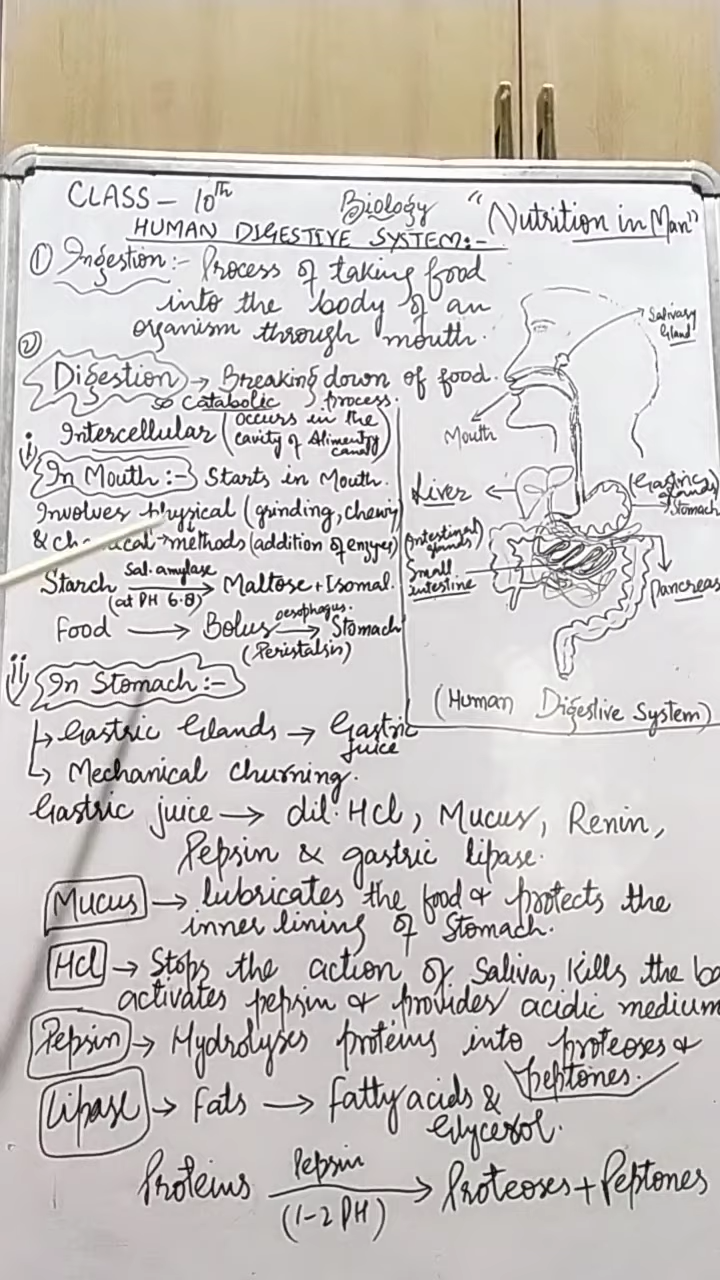 CLASS - 10th Biology "Nutrition in Man"
HUMAN DIGESTIVE SYSTEM:-
① Ingestion:- Process of taking food
into the body of an
organism through mouth.
②
Digestion → Breaking down of food.
so Catabolic process.
Intercellular (occurs in the
cavity of Alimentry
canal)
i
In Mouth:- Starts in Mouth.
Involves physical (grinding, chewing
& methods (addition of enzyes)
Starch Sal. amylase → Maltose + Isomal.
(at PH 6.8)
Food → Bolus oesophagus. → Stomach
(Peristalsis)
ii
In Stomach:-
Gastric Glands → Gastric
Juice
Mechanical churning.
Gastric juice → dil. Hcl, Mucus, Renin,
Pepsin & gastric lipase.
Mucus → lubricates the food & protects the
inner lining of Stomach.
Hcl → Stops the action of Saliva, kills the
activates pepsin & provides acidic medium
Pepsin → Hydrolyses proteins into proteoses &
peptones.
Lipase → Fats → Fatty acids &
Glycerol.
Proteins Pepsin → Proteoses + Peptones
(1-2 PH)
Salivary
Gland
Mouth
Liver
(Gastric
glands)
Stomach
(Intestinal
glands)
Small
intestine
Pancreas
(Human Digestive System)